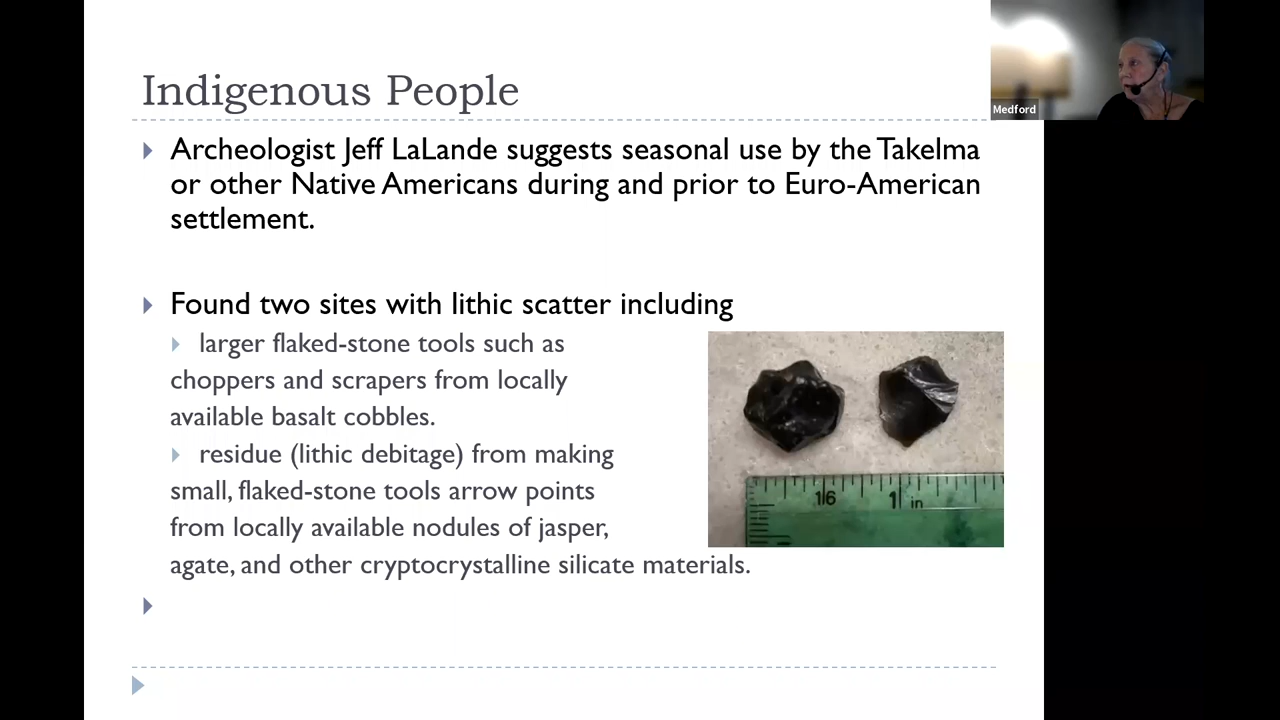 Indigenous People
Medford
Archeologist Jeff LaLande suggests seasonal use by the Takelma
or other Native Americans during and prior to Euro-American
settlement.
Found two sites with lithic scatter including
larger flaked-stone tools such as
choppers and scrapers from locally
available basalt cobbles.
residue (lithic debitage) from making
small, flaked-stone tools arrow points
from locally available nodules of jasper,
agate, and other cryptocrystalline silicate materials.
16 1 in